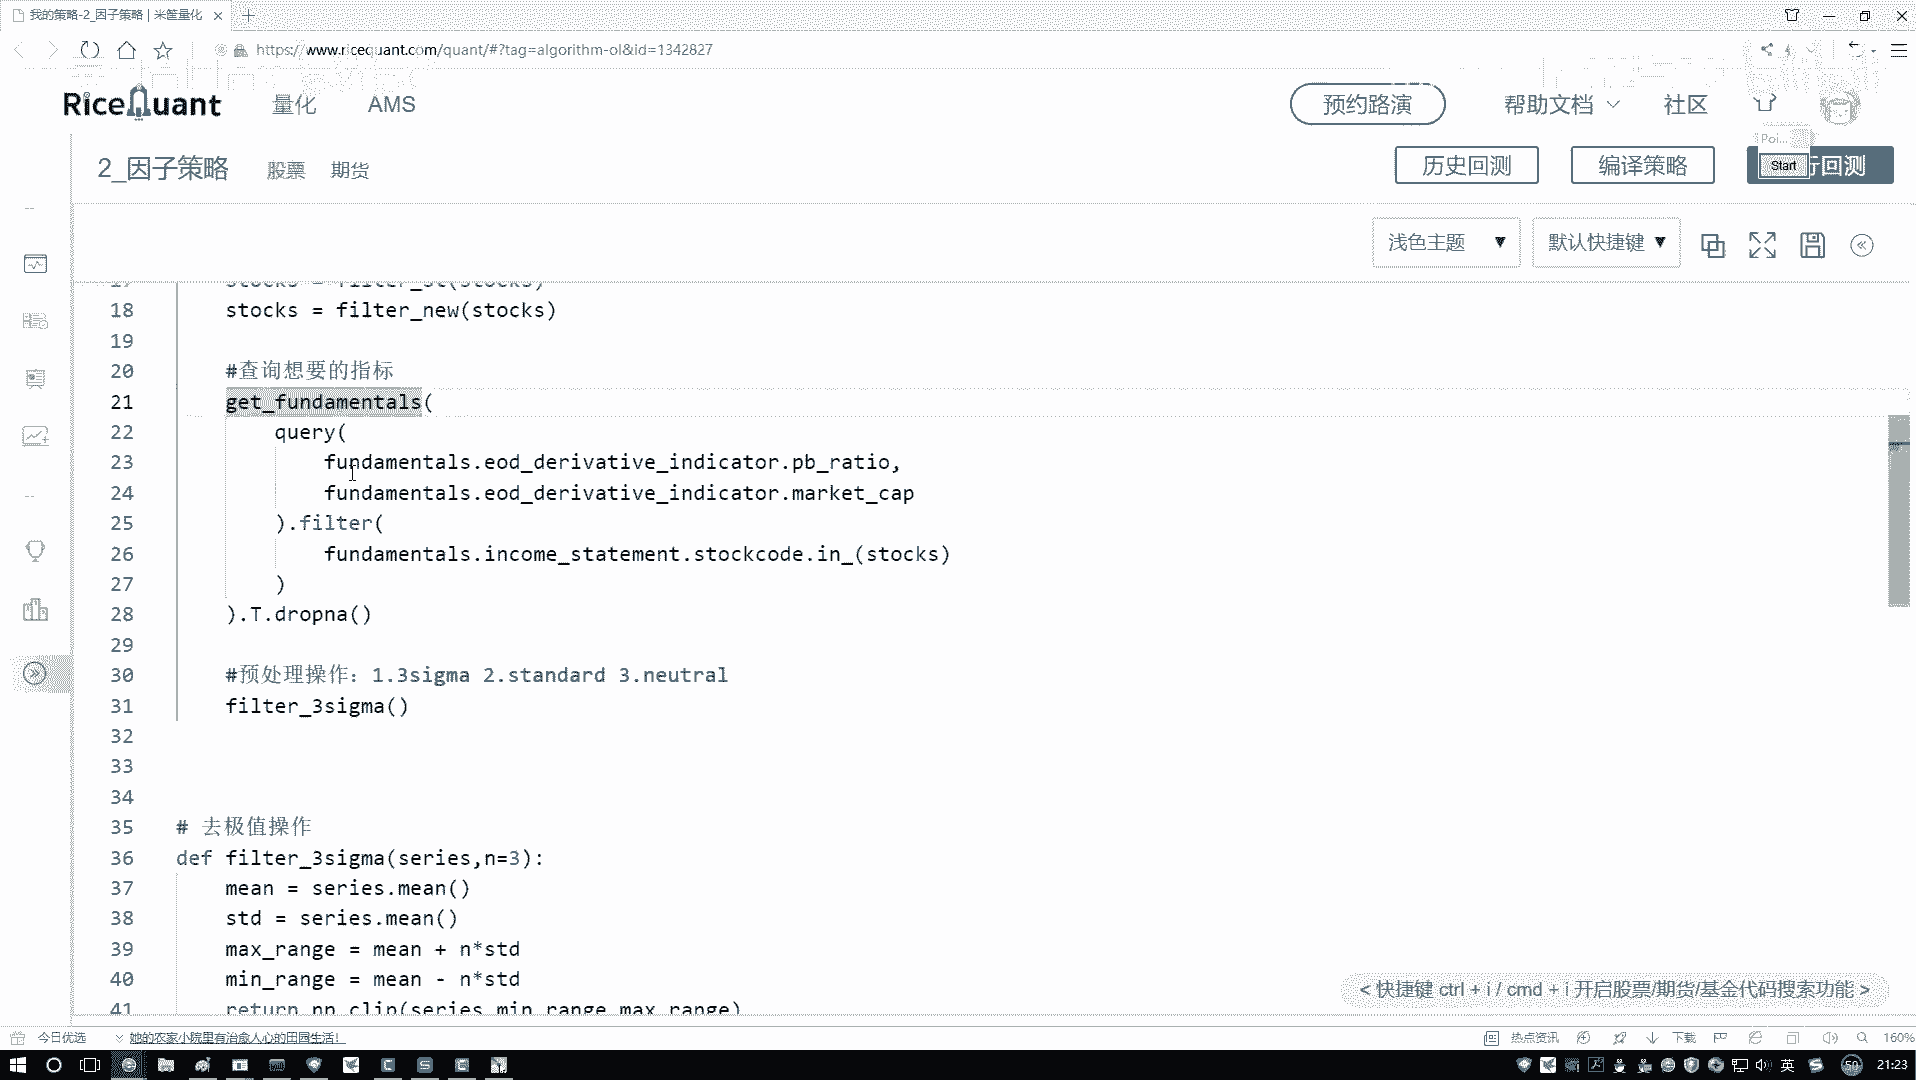 我的策略-2_因子策略 | 米筐量化
https://www.ricequant.com/quant/#?tag=algorithm-ol&id=1342827
RiceQuant 量化 AMS 预约路演 帮助文档 社区
Poi...
2_因子策略 股票 期货 历史回测 编译策略 Start 行回测
浅色主题 ▼ 默认快捷键 ▼
17 stocks = filter_st(stocks)
18 stocks = filter_new(stocks)
19
20 #查询想要的指标
21 get_fundamentals(
22 query(
23 fundamentals.eod_derivative_indicator.pb_ratio,
24 fundamentals.eod_derivative_indicator.market_cap
25 ).filter(
26 fundamentals.income_statement.stockcode.in_(stocks)
27 )
28 ).T.dropna()
29
30 #预处理操作：1.3sigma 2.standard 3.neutral
31 filter_3sigma()
32
33
34
35 # 去极值操作
36 def filter_3sigma(series,n=3):
37 mean = series.mean()
38 std = series.mean()
39 max_range = mean + n*std
40 min_range = mean - n*std
41 return np.clip(series,min_range,max_range)
< 快捷键 ctrl + i / cmd + i 开启股票/期货/基金代码搜索功能 >
今日优选 她的农家小院里有治愈人心的田园生活！ 热点资讯 下载 160%
英 50 21:23